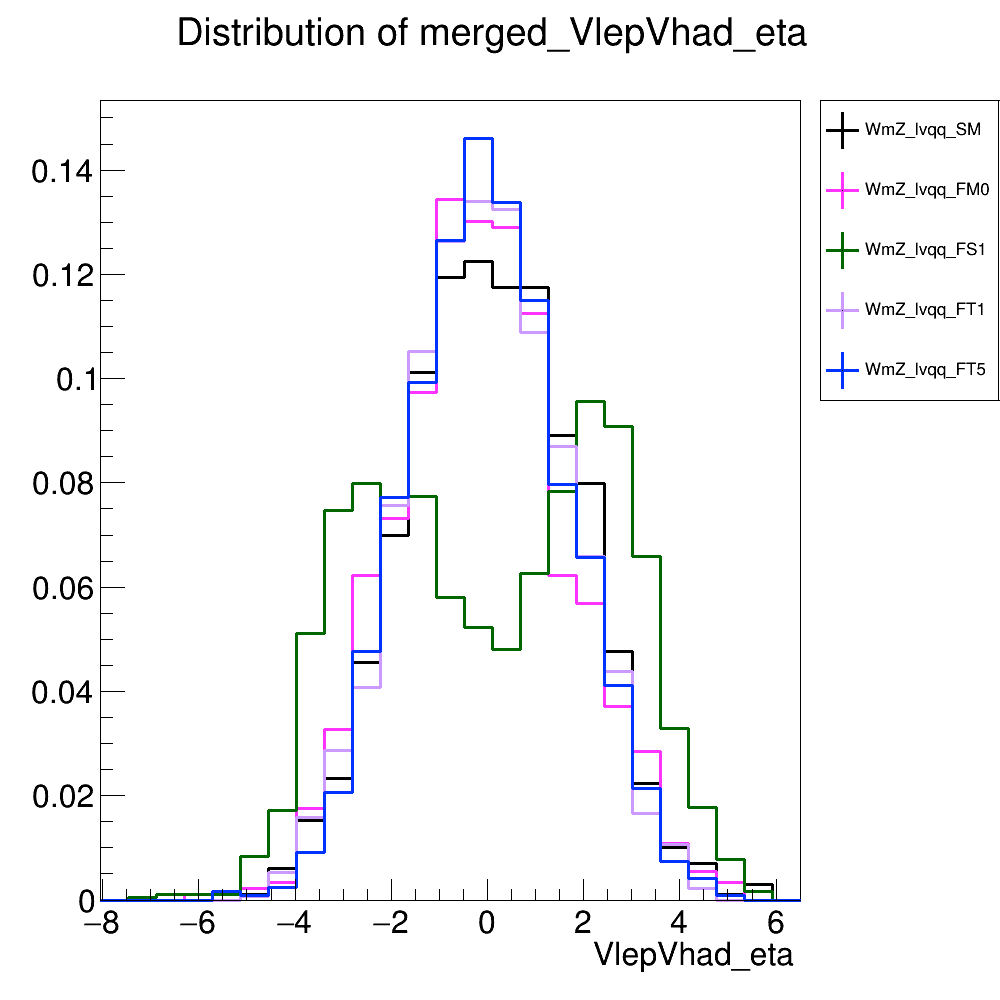 Distribution of merged_VlepVhad_eta
WmZ_lvqq_SM
WmZ_lvqq_FM0
WmZ_lvqq_FS1
WmZ_lvqq_FT1
WmZ_lvqq_FT5
0.14
0.12
0.1
0.08
0.06
0.04
0.02
0
−8 −6 −4 −2 0 2 4 6
VlepVhad_eta